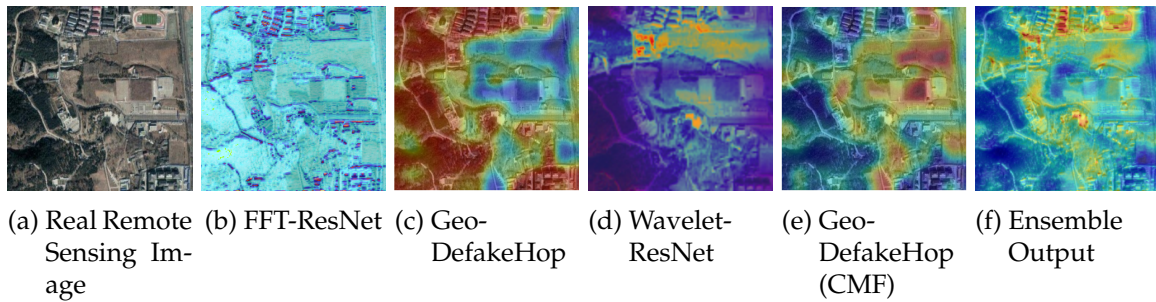 (a) Real Remote
Sensing Im-
age
(b) FFT-ResNet
(c) Geo-
DefakeHop
(d) Wavelet-
ResNet
(e) Geo-
DefakeHop
(CMF)
(f) Ensemble
Output